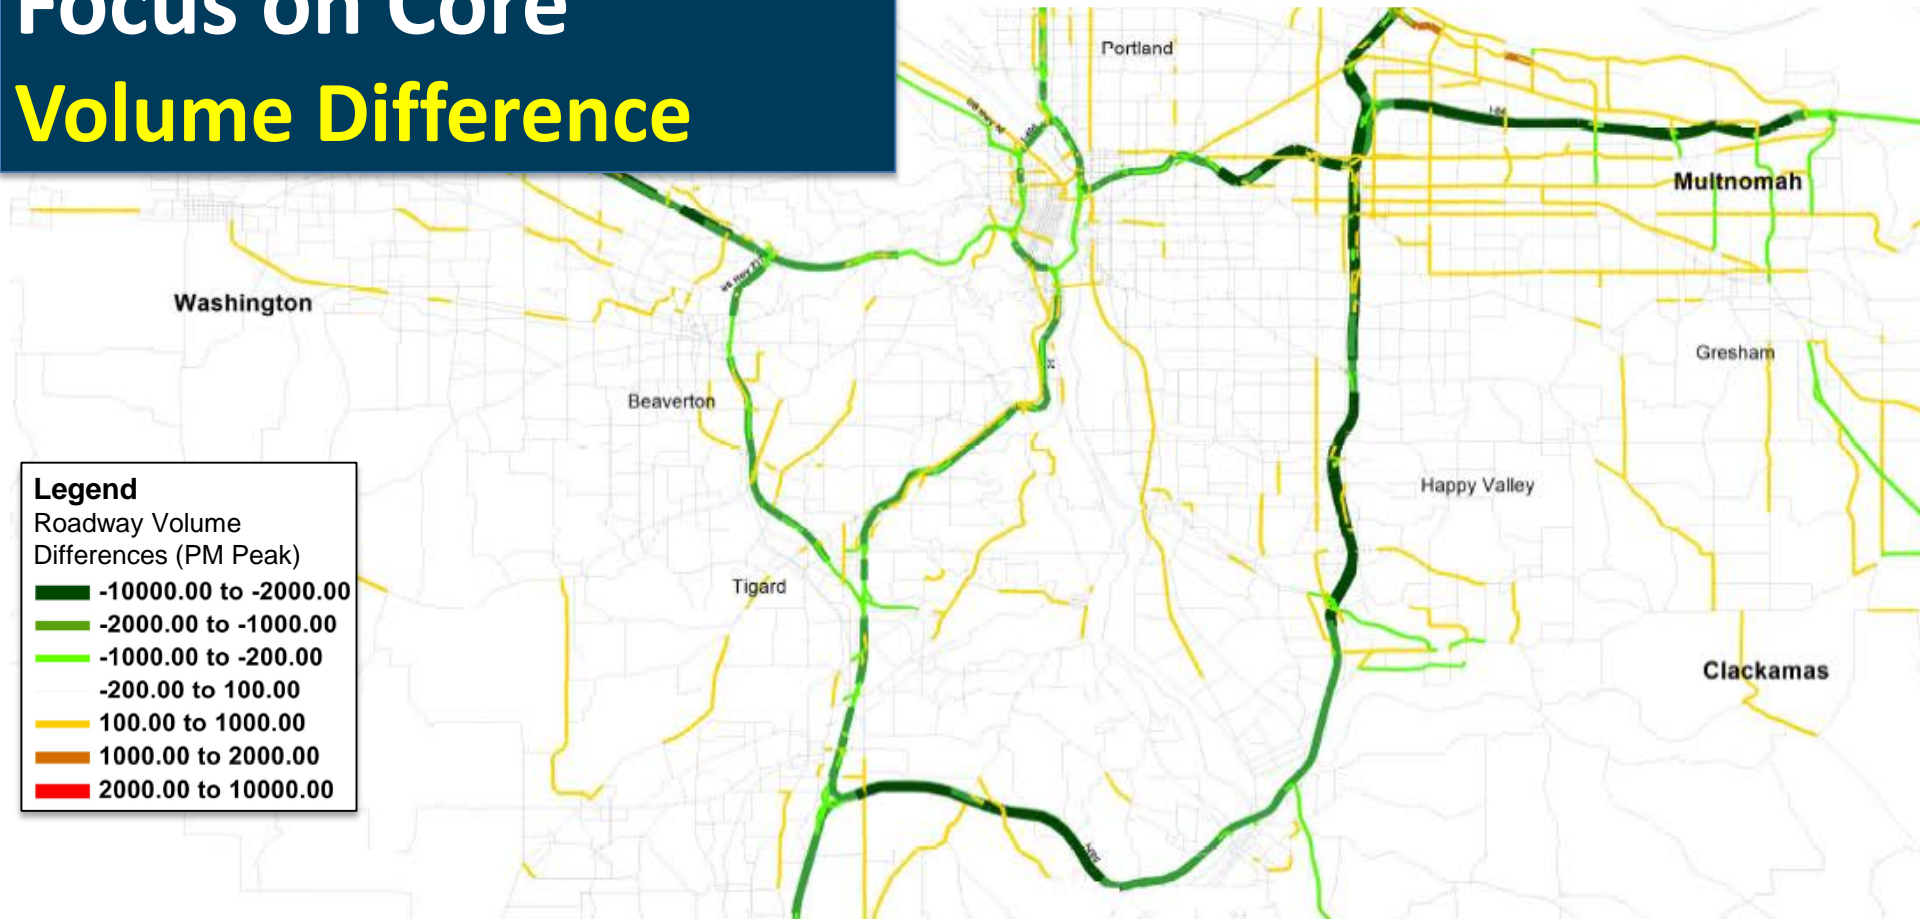 Focus on Core
Volume Difference
Portland
I-84
Multnomah
Washington
Gresham
Beaverton
Happy Valley
Legend
Roadway Volume
Differences (PM Peak)
-10000.00 to -2000.00
-2000.00 to -1000.00
-1000.00 to -200.00
-200.00 to 100.00
100.00 to 1000.00
1000.00 to 2000.00
2000.00 to 10000.00
Tigard
Clackamas